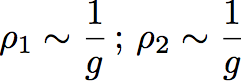 ρ₁ ∼ 1/g ; ρ₂ ∼ 1/g